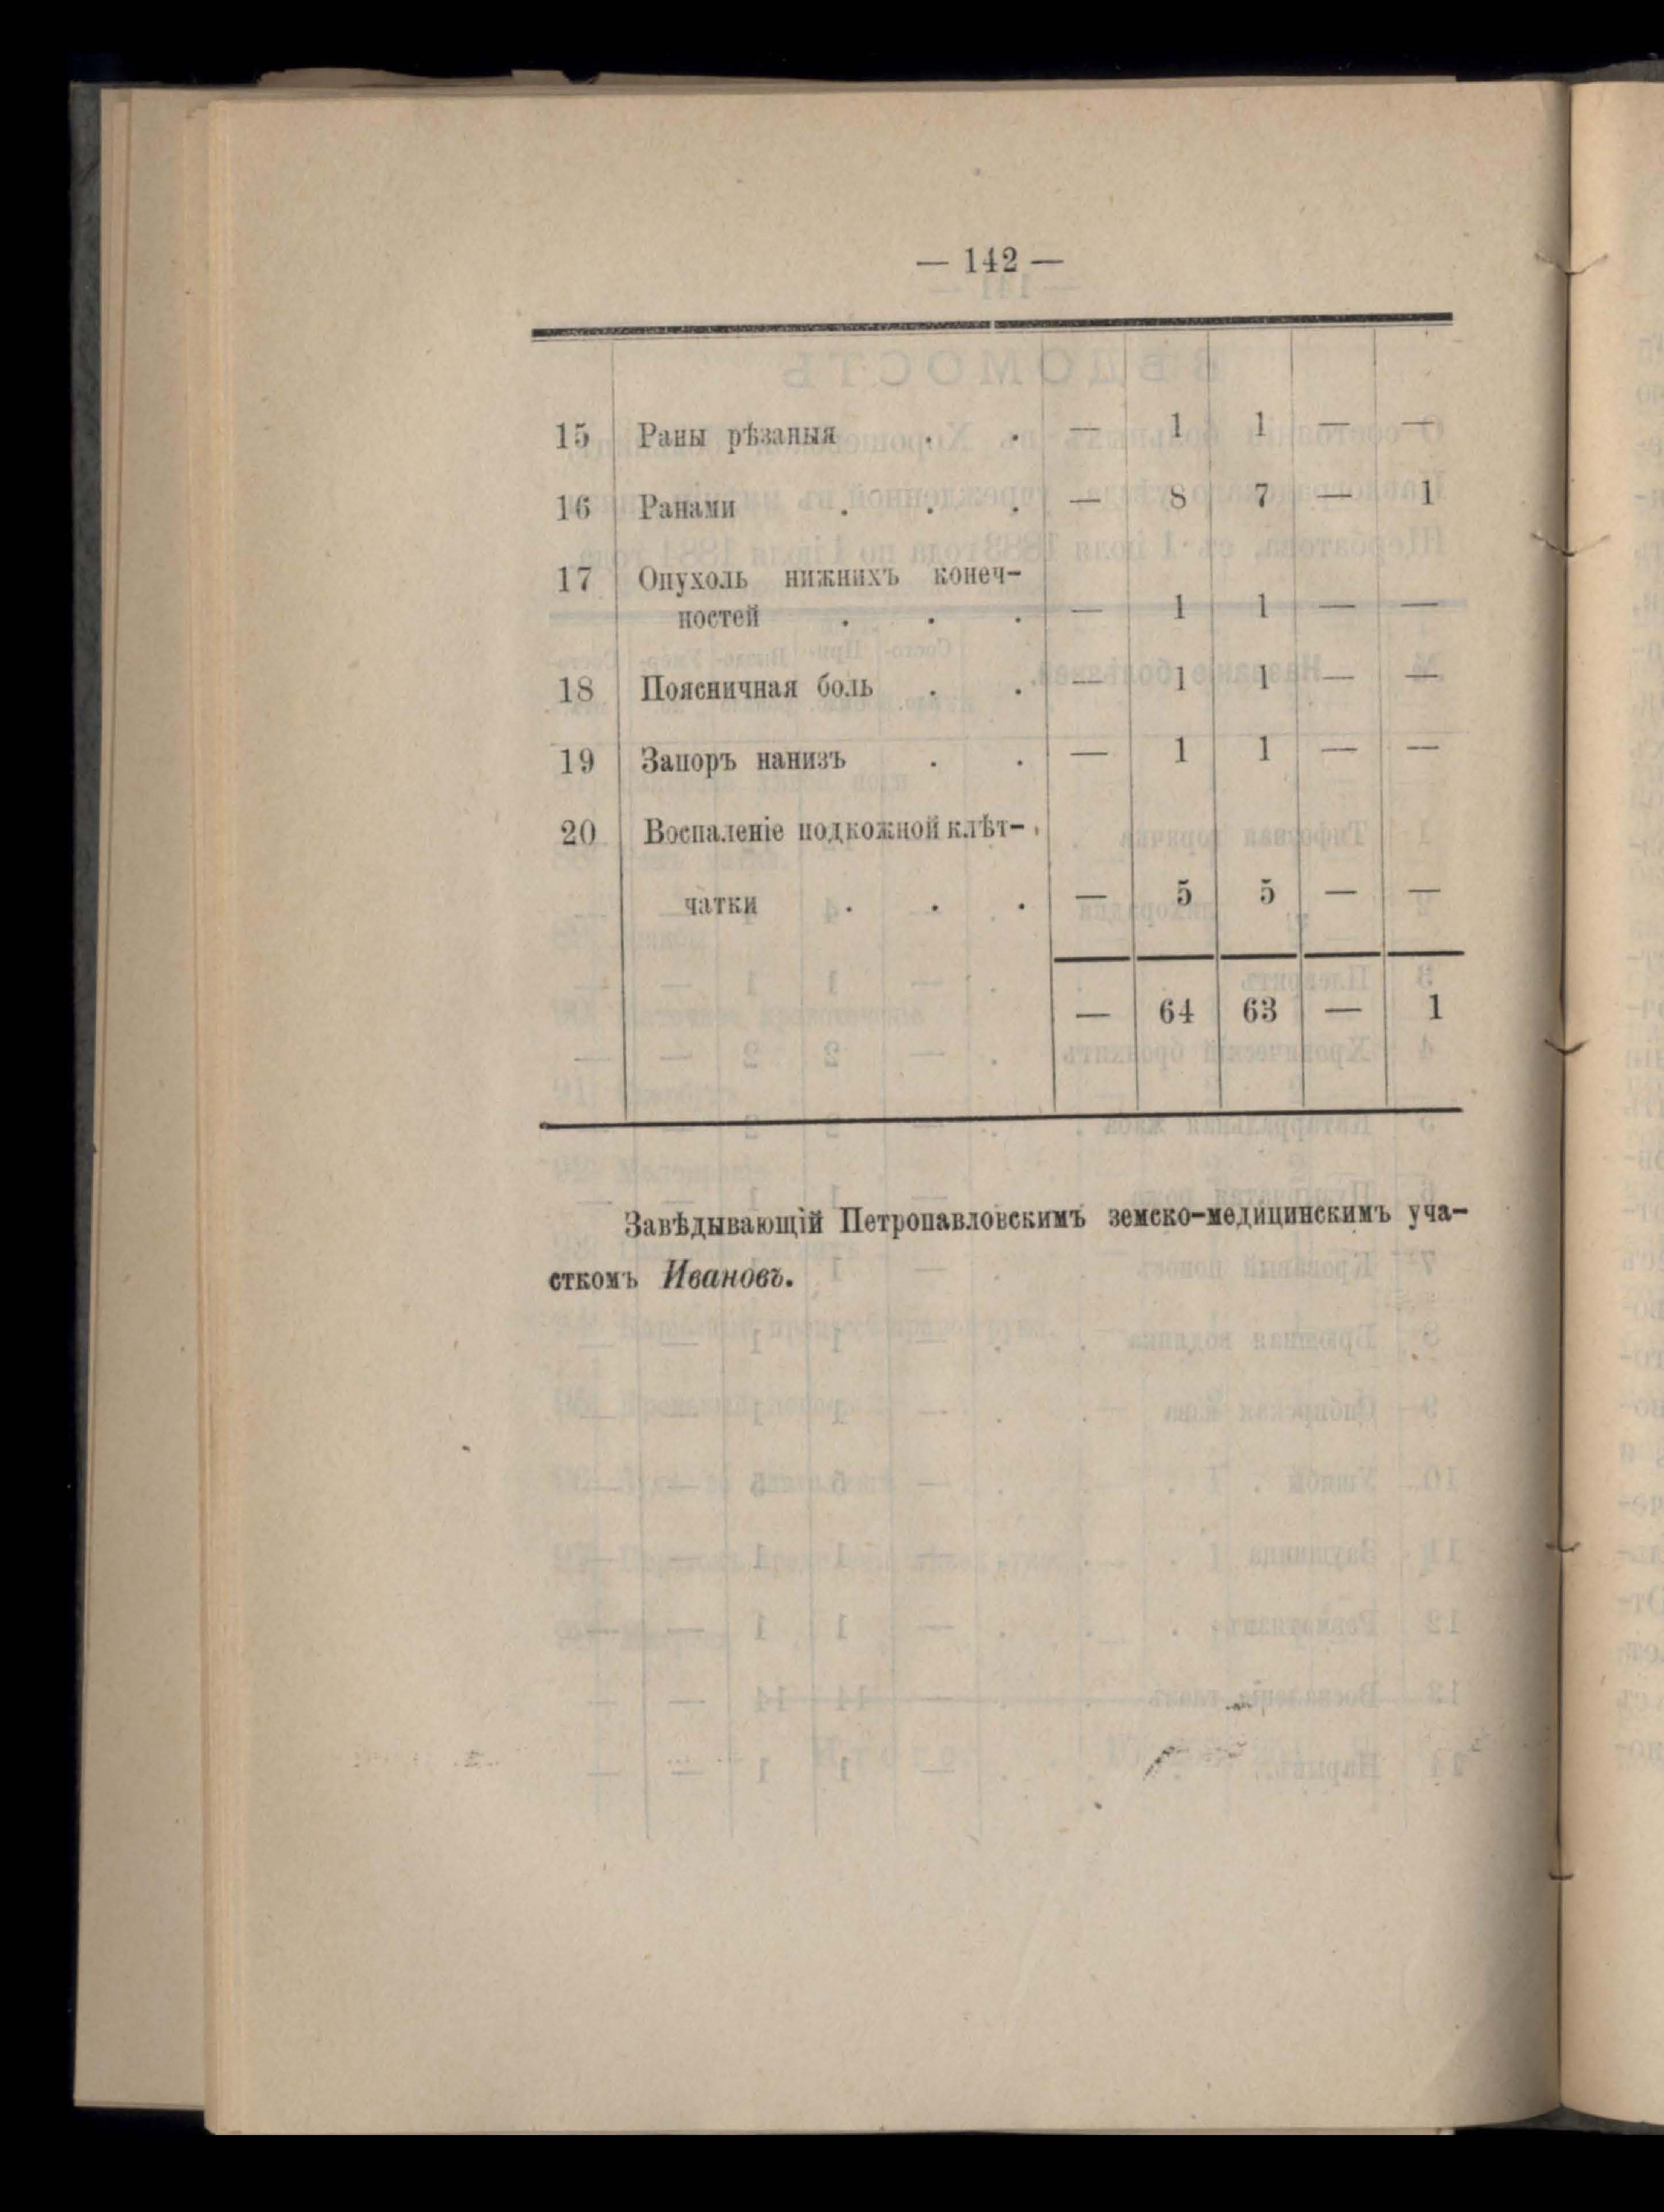 — 142 —
15 Раны рѣзаныя . . — 1 1 — —
16 Ранами . . . — 8 7 — 1
17 Опухоль нижнихъ конеч-
ностей . . . — 1 1 — —
18 Поясничная боль . . — 1 1 — —
19 Запоръ нанизъ . . — 1 1 — —
20 Воспаленіе подкожной клѣт-
чатки . . . — 5 5 — —
— 64 63 — 1
Завѣдывающій Петропавловскимъ земско-медицинскимъ уча-
сткомъ Ивановъ.